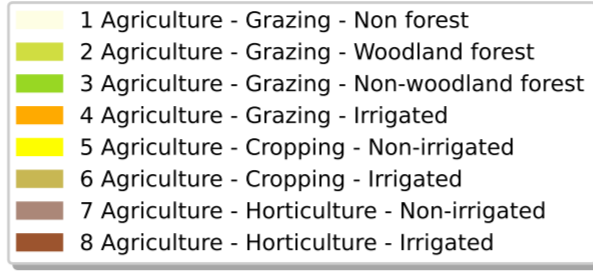 1 Agriculture - Grazing - Non forest
2 Agriculture - Grazing - Woodland forest
3 Agriculture - Grazing - Non-woodland forest
4 Agriculture - Grazing - Irrigated
5 Agriculture - Cropping - Non-irrigated
6 Agriculture - Cropping - Irrigated
7 Agriculture - Horticulture - Non-irrigated
8 Agriculture - Horticulture - Irrigated